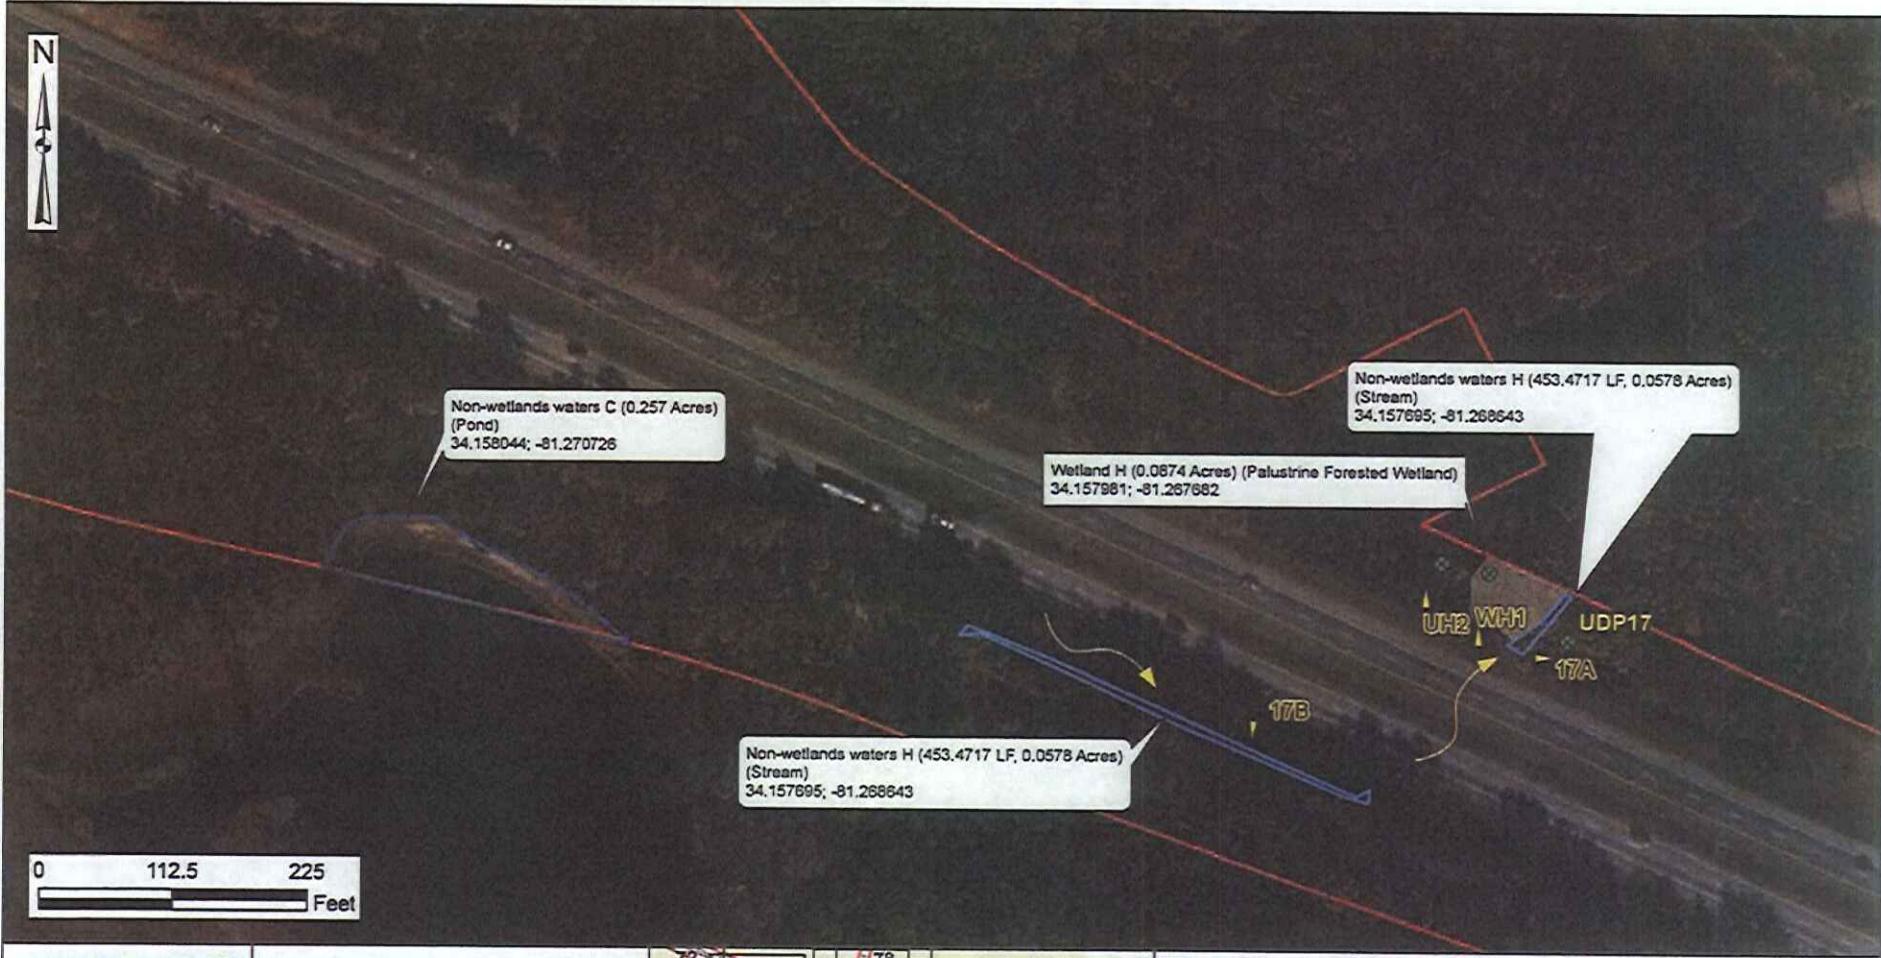 N
Non-wetlands waters C (0.257 Acres)
(Pond)
34.158044; -81.270726
Non-wetlands waters H (453.4717 LF, 0.0578 Acres)
(Stream)
34.157695; -81.268643
Wetland H (0.0874 Acres) (Palustrine Forested Wetland)
34.157981; -81.267682
UH2
WH1
UDP17
17A
17B
Non-wetlands waters H (453.4717 LF, 0.0578 Acres)
(Stream)
34.157695; -81.268643
0 112.5 225
Feet